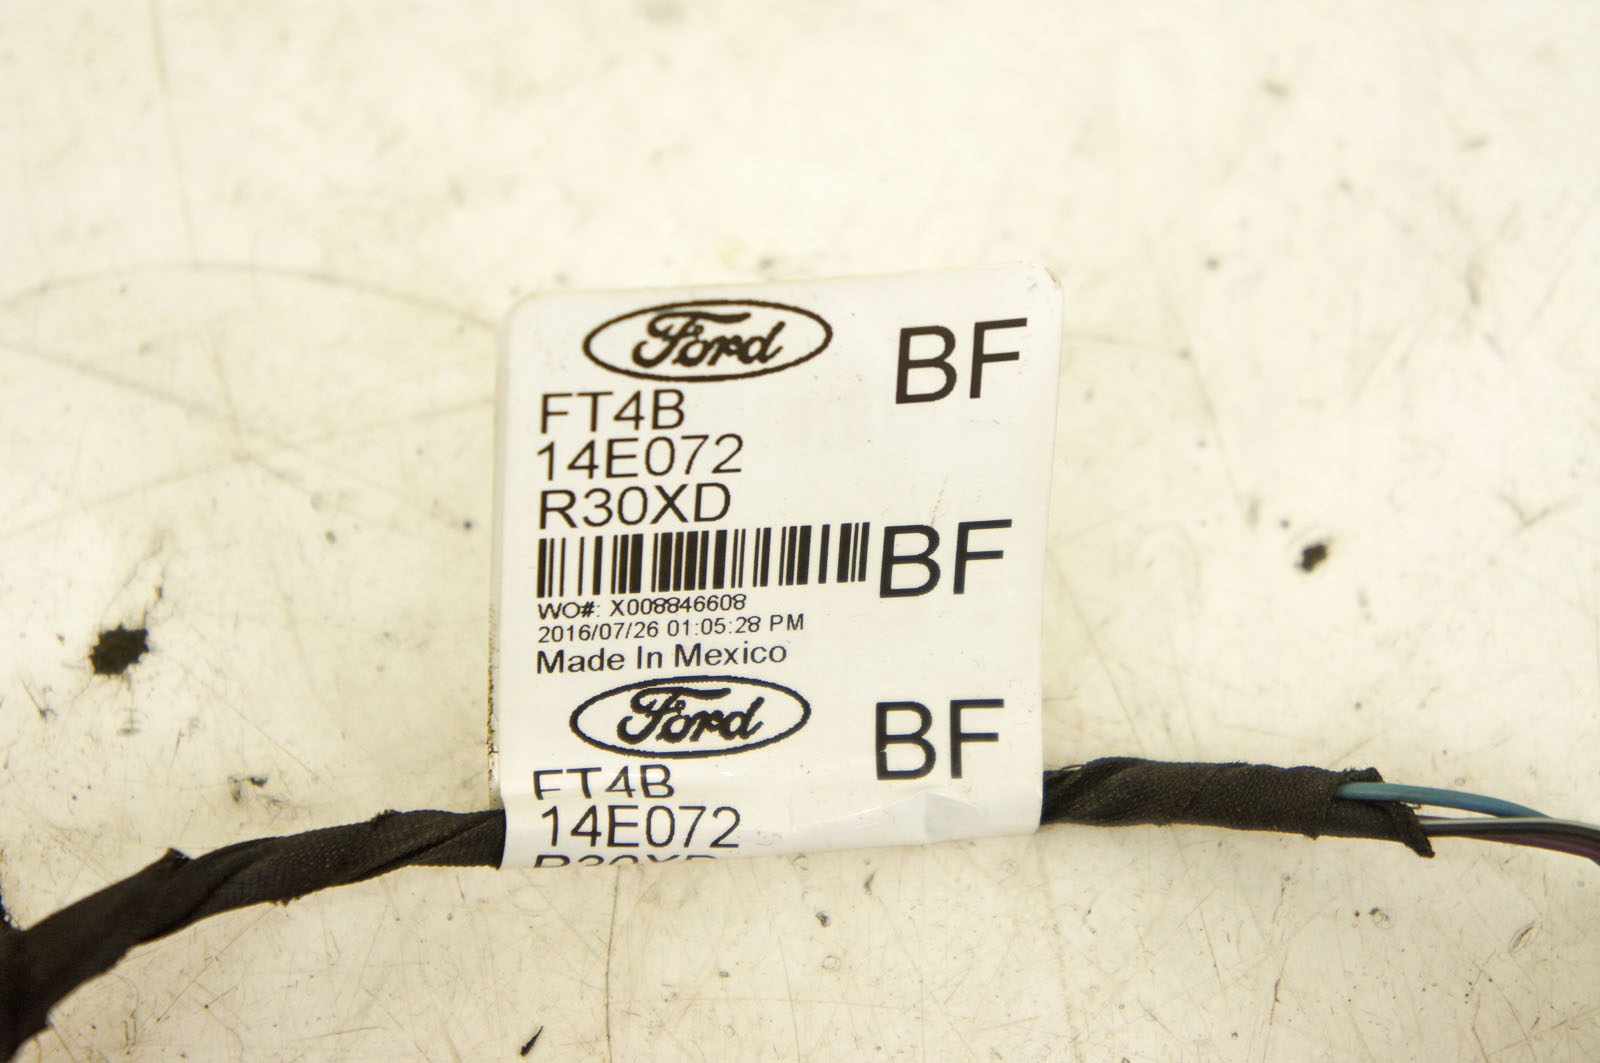 Ford BF
FT4B
14E072
R30XD
BF
WO#: X008846608
2016/07/26 01:05:28 PM
Made In Mexico
Ford BF
FT4B
14E072
R30XD